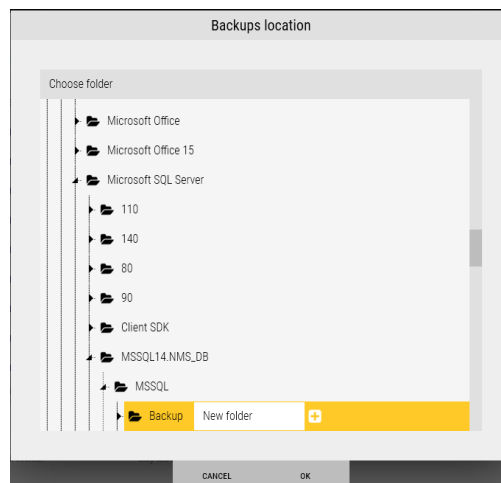 Backups location
Choose folder
Microsoft Office
Microsoft Office 15
Microsoft SQL Server
110
140
80
90
Client SDK
MSSQL14.NMS_DB
MSSQL
Backup New folder
CANCEL OK